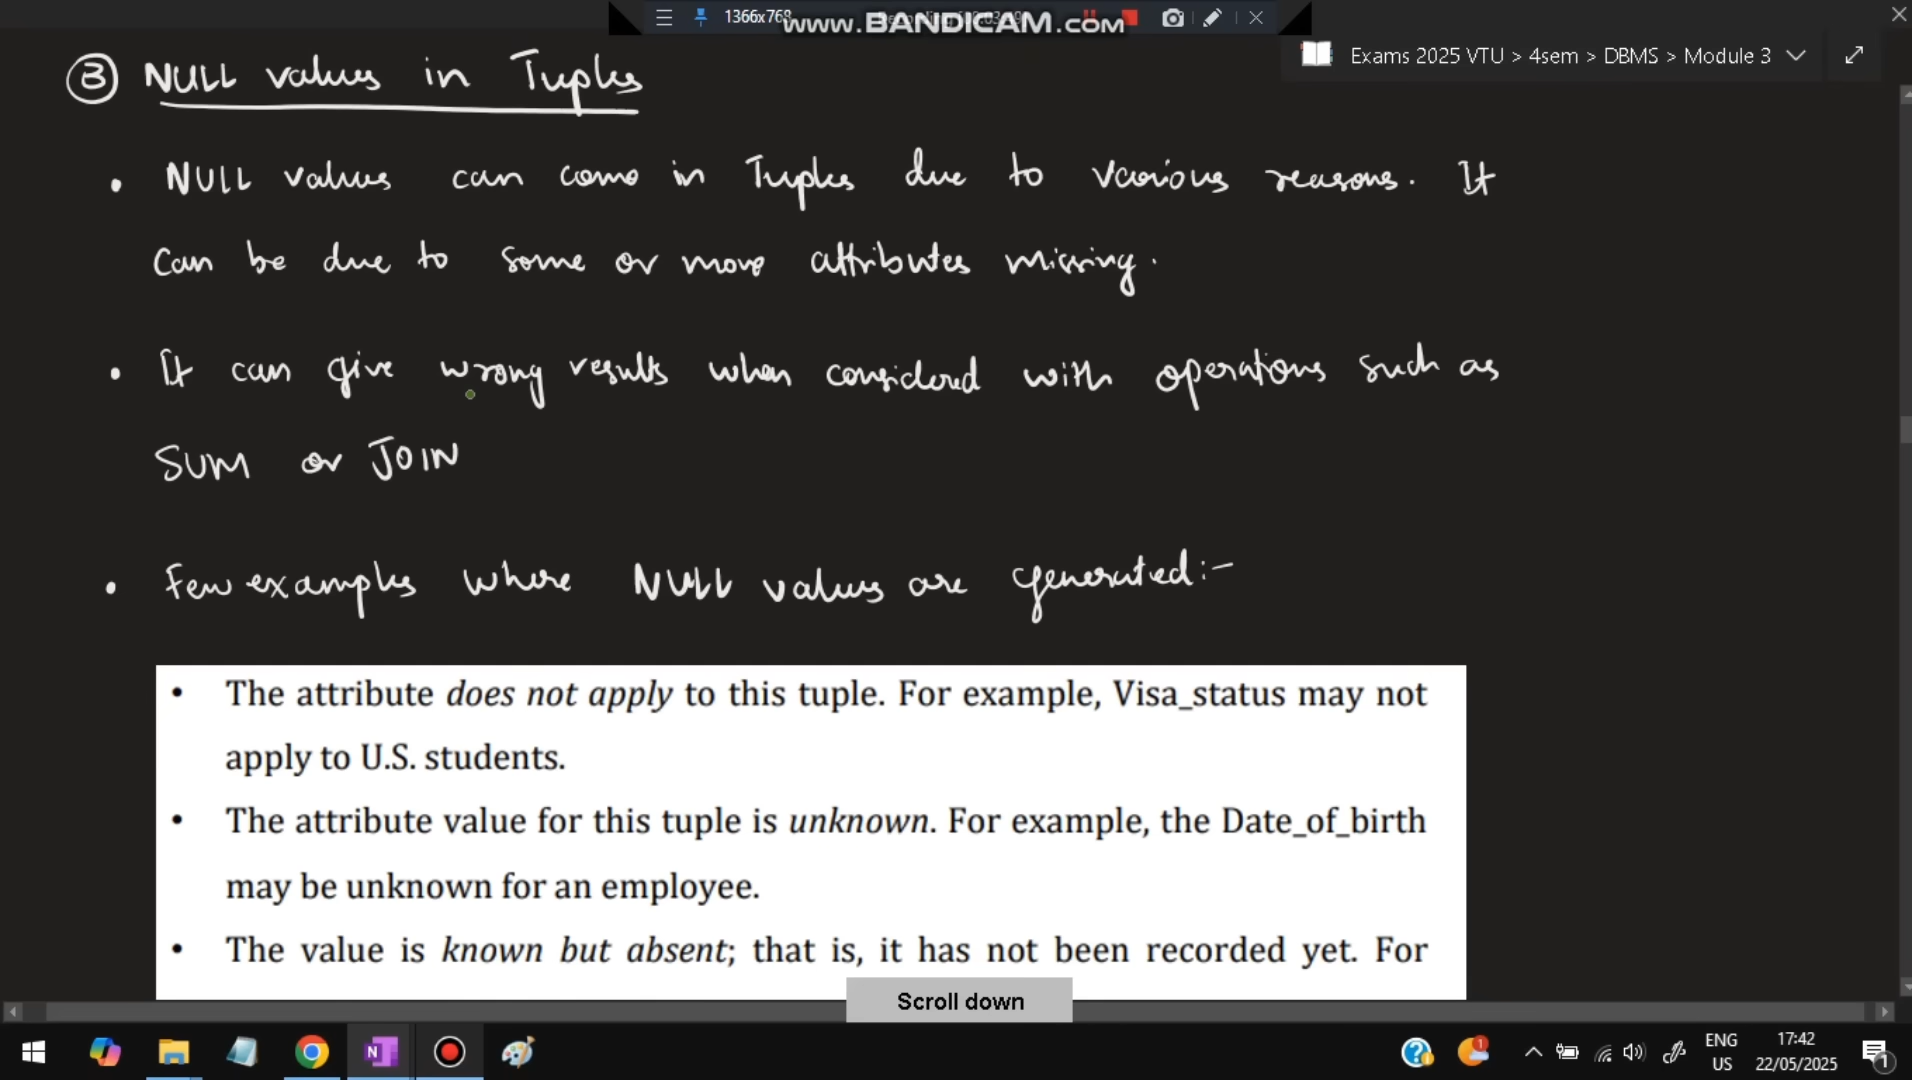 1366x768
www.BANDICAM.com
Exams 2025 VTU > 4sem > DBMS > Module 3
③ NULL values in Tuples
• NULL values can come in Tuples due to various reasons. It
can be due to some or more attributes missing.
• It can give wrong results when considered with operations such as
SUM or JOIN
• Few examples where NULL values are generated:-
• The attribute does not apply to this tuple. For example, Visa_status may not
apply to U.S. students.
• The attribute value for this tuple is unknown. For example, the Date_of_birth
may be unknown for an employee.
• The value is known but absent; that is, it has not been recorded yet. For
Scroll down
ENG
US
17:42
22/05/2025
1
1